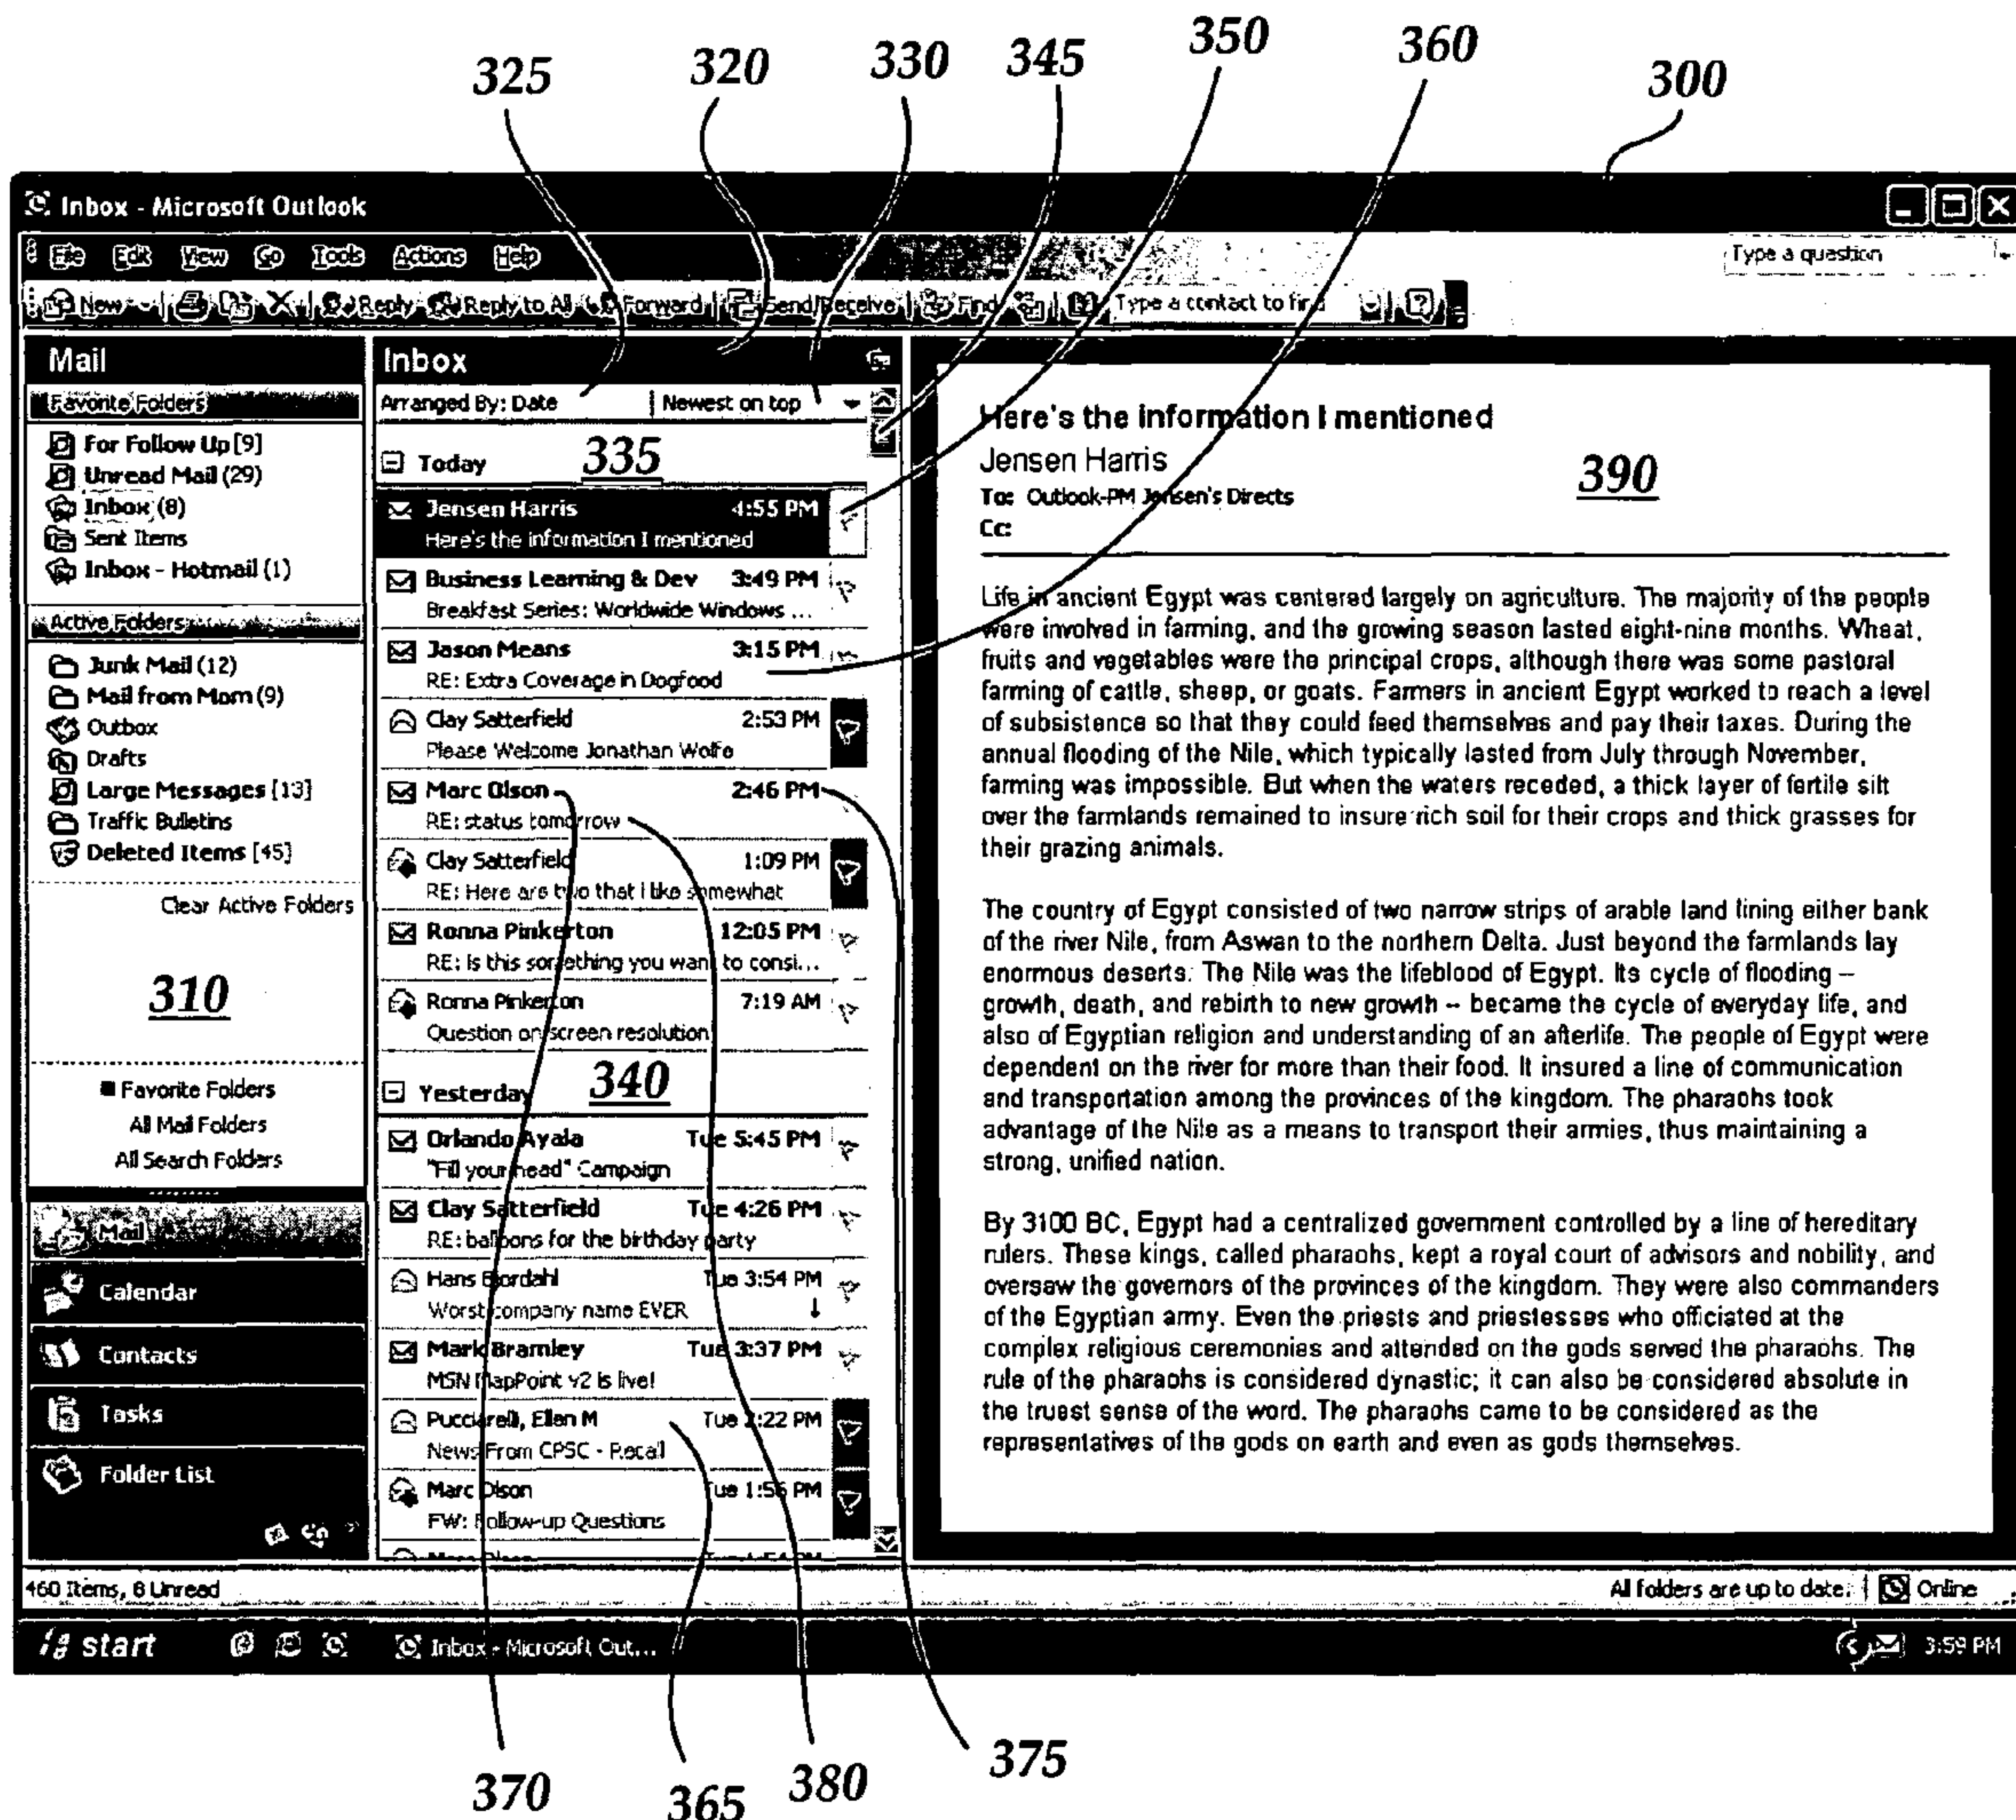 325 320 330 345 350 360 300
Inbox - Microsoft Outlook
File Edit View Go Tools Actions Help
Type a question
New Reply Reply to All Forward Send/Receive Find Type a contact to find
Mail
Favorite Folders
For Follow Up [9]
Unread Mail (29)
Inbox (8)
Sent Items
Inbox - Hotmail (1)
Active Folders
Junk Mail (12)
Mail from Mom (9)
Outbox
Drafts
Large Messages [13]
Traffic Bulletins
Deleted Items [45]
Clear Active Folders
310
Favorite Folders
All Mail Folders
All Search Folders
Mail
Calendar
Contacts
Tasks
Folder List
Inbox
Arranged By: Date Newest on top
Today 335
Jensen Harris 4:55 PM
Here's the information I mentioned
Business Learning & Dev 3:49 PM
Breakfast Series: Worldwide Windows ...
Jason Means 3:15 PM
RE: Extra Coverage in Dogfood
Clay Satterfield 2:53 PM
Please Welcome Jonathan Wolfe
Marc Olson 2:46 PM
RE: status tomorrow
Clay Satterfield 1:09 PM
RE: Here are two that I like somewhat
Ronna Pinkerton 12:05 PM
RE: Is this something you want to consi...
Ronna Pinkerton 7:19 AM
Question on screen resolution
Yesterday 340
Orlando Ayala Tue 5:45 PM
"Fill your head" Campaign
Clay Satterfield Tue 4:26 PM
RE: balloons for the birthday party
Hans Bjordahl Tue 3:54 PM
Worst company name EVER
Mark Bramley Tue 3:37 PM
MSN MapPoint v2 is live!
Pucciarelli, Ellen M Tue 2:22 PM
News From CPSC - Recall
Marc Olson Tue 1:56 PM
FW: Follow-up Questions
Here's the information I mentioned
Jensen Harris
390
To: Outlook-PM Jensen's Directs
Cc:
Life in ancient Egypt was centered largely on agriculture. The majority of the people
were involved in farming, and the growing season lasted eight-nine months. Wheat,
fruits and vegetables were the principal crops, although there was some pastoral
farming of cattle, sheep, or goats. Farmers in ancient Egypt worked to reach a level
of subsistence so that they could feed themselves and pay their taxes. During the
annual flooding of the Nile, which typically lasted from July through November,
farming was impossible. But when the waters receded, a thick layer of fertile silt
over the farmlands remained to insure rich soil for their crops and thick grasses for
their grazing animals.
The country of Egypt consisted of two narrow strips of arable land lining either bank
of the river Nile, from Aswan to the northern Delta. Just beyond the farmlands lay
enormous deserts. The Nile was the lifeblood of Egypt. Its cycle of flooding –
growth, death, and rebirth to new growth – became the cycle of everyday life, and
also of Egyptian religion and understanding of an afterlife. The people of Egypt were
dependent on the river for more than their food. It insured a line of communication
and transportation among the provinces of the kingdom. The pharaohs took
advantage of the Nile as a means to transport their armies, thus maintaining a
strong, unified nation.
By 3100 BC, Egypt had a centralized government controlled by a line of hereditary
rulers. These kings, called pharaohs, kept a royal court of advisors and nobility, and
oversaw the governors of the provinces of the kingdom. They were also commanders
of the Egyptian army. Even the priests and priestesses who officiated at the
complex religious ceremonies and attended on the gods served the pharaohs. The
rule of the pharaohs is considered dynastic; it can also be considered absolute in
the truest sense of the word. The pharaohs came to be considered as the
representatives of the gods on earth and even as gods themselves.
460 Items, 8 Unread All folders are up to date. Online
start Inbox - Microsoft Out... 3:59 PM
370 365 380 375